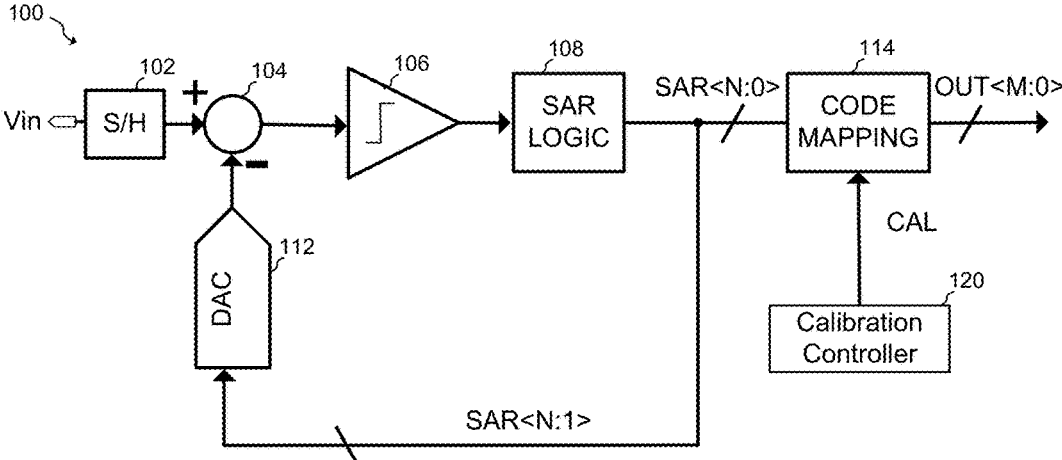 100
102
104
106
108
114
Vin
S/H
+
−
SAR
LOGIC
SAR<N:0>
CODE
MAPPING
OUT<M:0>
112
DAC
CAL
120
Calibration
Controller
SAR<N:1>